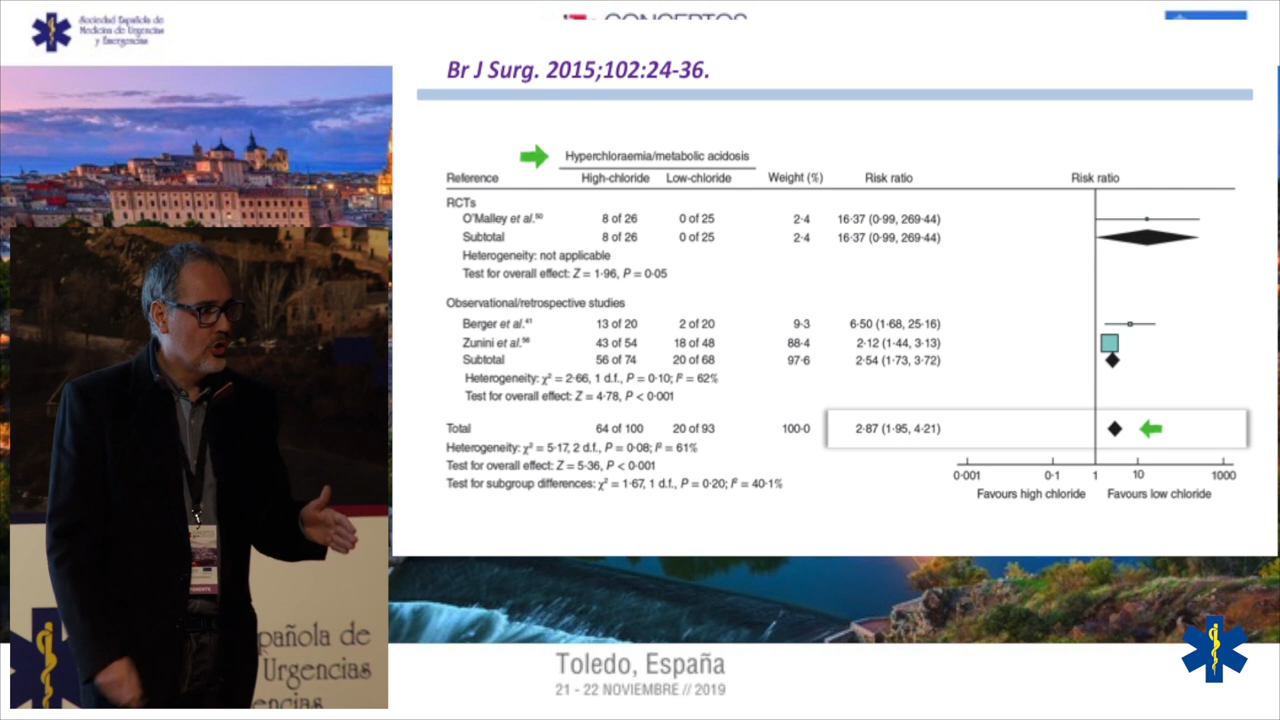 Sociedad Española de
Medicina de Urgencias
y Emergencias
CONCEPTOS
Br J Surg. 2015;102:24-36.
Hyperchloraemia/metabolic acidosis
Reference High-chloride Low-chloride Weight (%) Risk ratio Risk ratio
RCTs
O'Malley et al.⁵⁰ 8 of 26 0 of 25 2·4 16·37 (0·99, 269·44)
Subtotal 8 of 26 0 of 25 2·4 16·37 (0·99, 269·44)
Heterogeneity: not applicable
Test for overall effect: Z = 1·96, P = 0·05
Observational/retrospective studies
Berger et al.⁴¹ 13 of 20 2 of 20 9·3 6·50 (1·68, 25·16)
Zunini et al.⁵⁶ 43 of 54 18 of 48 88·4 2·12 (1·44, 3·13)
Subtotal 56 of 74 20 of 68 97·6 2·54 (1·73, 3·72)
Heterogeneity: χ² = 2·66, 1 d.f., P = 0·10; I² = 62%
Test for overall effect: Z = 4·78, P < 0·001
Total 64 of 100 20 of 93 100·0 2·87 (1·95, 4·21)
Heterogeneity: χ² = 5·17, 2 d.f., P = 0·08; I² = 61%
Test for overall effect: Z = 5·36, P < 0·001
Test for subgroup differences: χ² = 1·67, 1 d.f., P = 0·20; I² = 40·1%
0·001 0·1 1 10 1000
Favours high chloride Favours low chloride
pañola de
Urgencias
encias
Toledo, España
21 - 22 NOVIEMBRE // 2019